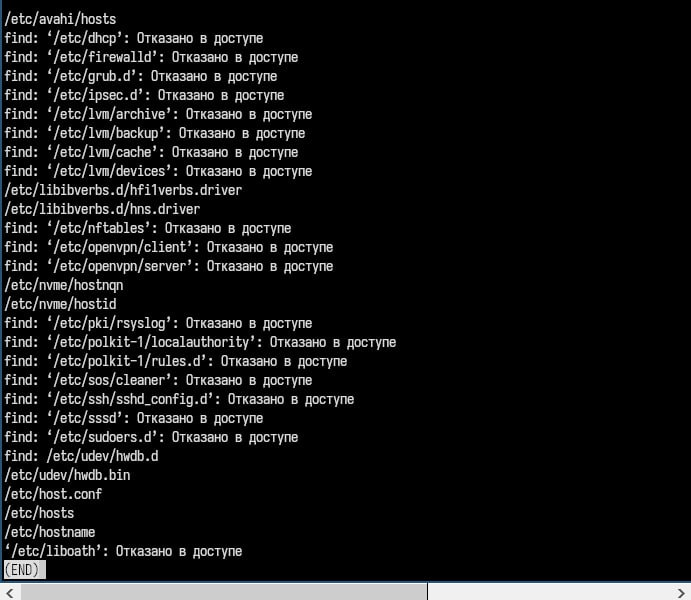 /etc/avahi/hosts
find: ‘/etc/dhcp’: Отказано в доступе
find: ‘/etc/firewalld’: Отказано в доступе
find: ‘/etc/grub.d’: Отказано в доступе
find: ‘/etc/ipsec.d’: Отказано в доступе
find: ‘/etc/lvm/archive’: Отказано в доступе
find: ‘/etc/lvm/backup’: Отказано в доступе
find: ‘/etc/lvm/cache’: Отказано в доступе
find: ‘/etc/lvm/devices’: Отказано в доступе
/etc/libibverbs.d/hfi1verbs.driver
/etc/libibverbs.d/hns.driver
find: ‘/etc/nftables’: Отказано в доступе
find: ‘/etc/openvpn/client’: Отказано в доступе
find: ‘/etc/openvpn/server’: Отказано в доступе
/etc/nvme/hostnqn
/etc/nvme/hostid
find: ‘/etc/pki/rsyslog’: Отказано в доступе
find: ‘/etc/polkit-1/localauthority’: Отказано в доступе
find: ‘/etc/polkit-1/rules.d’: Отказано в доступе
find: ‘/etc/sos/cleaner’: Отказано в доступе
find: ‘/etc/ssh/sshd_config.d’: Отказано в доступе
find: ‘/etc/sssd’: Отказано в доступе
find: ‘/etc/sudoers.d’: Отказано в доступе
find: /etc/udev/hwdb.d
/etc/udev/hwdb.bin
/etc/host.conf
/etc/hosts
/etc/hostname
‘/etc/liboath’: Отказано в доступе
(END)